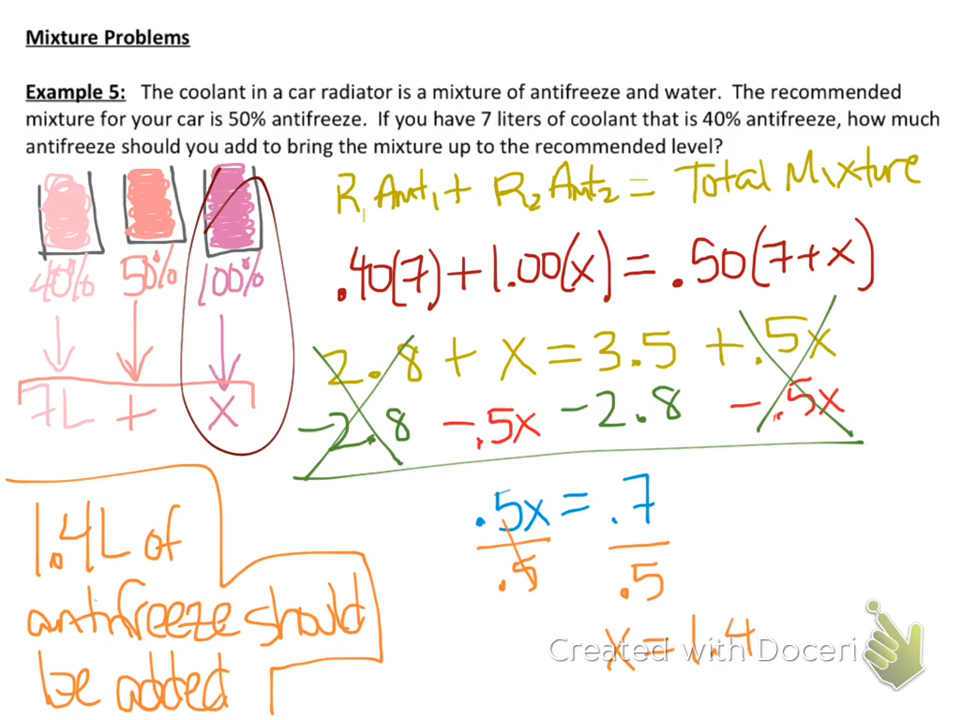 Mixture Problems
Example 5: The coolant in a car radiator is a mixture of antifreeze and water. The recommended
mixture for your car is 50% antifreeze. If you have 7 liters of coolant that is 40% antifreeze, how much
antifreeze should you add to bring the mixture up to the recommended level?
R₁ Amt₁ + R₂ Amt₂ = Total Mixture
40% 50% 100%
.40(7) + 1.00(x) = .50(7+x)
2.8 + x = 3.5 + .5x
7L + x
-2.8 -.5x -2.8 -.5x
.5x = .7
.5 .5
x = 1.4
1.4L of
antifreeze should
be added
Created with Doceri